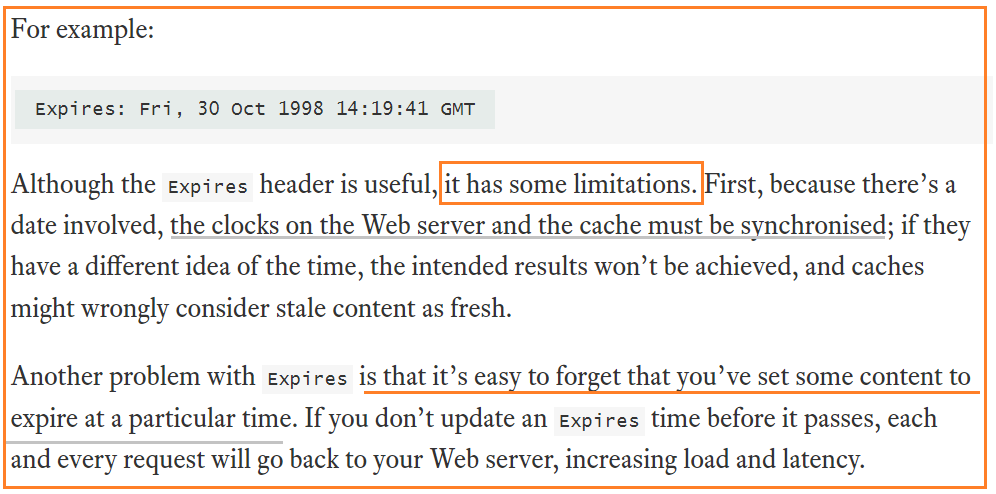 For example:
Expires: Fri, 30 Oct 1998 14:19:41 GMT
Although the Expires header is useful, it has some limitations. First, because there’s a
date involved, the clocks on the Web server and the cache must be synchronised; if they
have a different idea of the time, the intended results won’t be achieved, and caches
might wrongly consider stale content as fresh.
Another problem with Expires is that it’s easy to forget that you’ve set some content to
expire at a particular time. If you don’t update an Expires time before it passes, each
and every request will go back to your Web server, increasing load and latency.